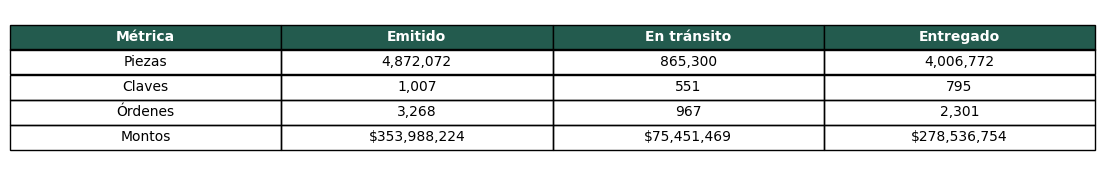 Métrica Emitido En tránsito Entregado
Piezas 4,872,072 865,300 4,006,772
Claves 1,007 551 795
Órdenes 3,268 967 2,301
Montos $353,988,224 $75,451,469 $278,536,754